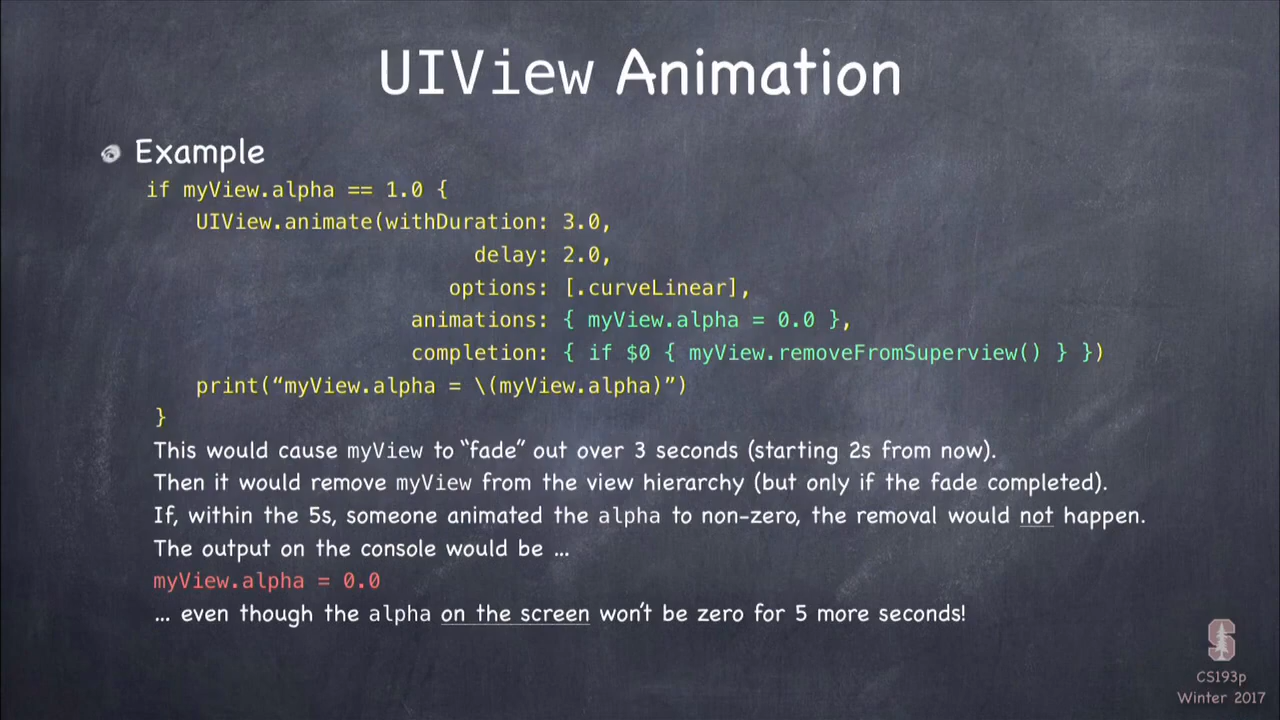 UIView Animation
Example
if myView.alpha == 1.0 {
UIView.animate(withDuration: 3.0,
delay: 2.0,
options: [.curveLinear],
animations: { myView.alpha = 0.0 },
completion: { if $0 { myView.removeFromSuperview() } })
print(“myView.alpha = \(myView.alpha)”)
}
This would cause myView to “fade” out over 3 seconds (starting 2s from now).
Then it would remove myView from the view hierarchy (but only if the fade completed).
If, within the 5s, someone animated the alpha to non-zero, the removal would not happen.
The output on the console would be …
myView.alpha = 0.0
… even though the alpha on the screen won’t be zero for 5 more seconds!
S
CS193p
Winter 2017